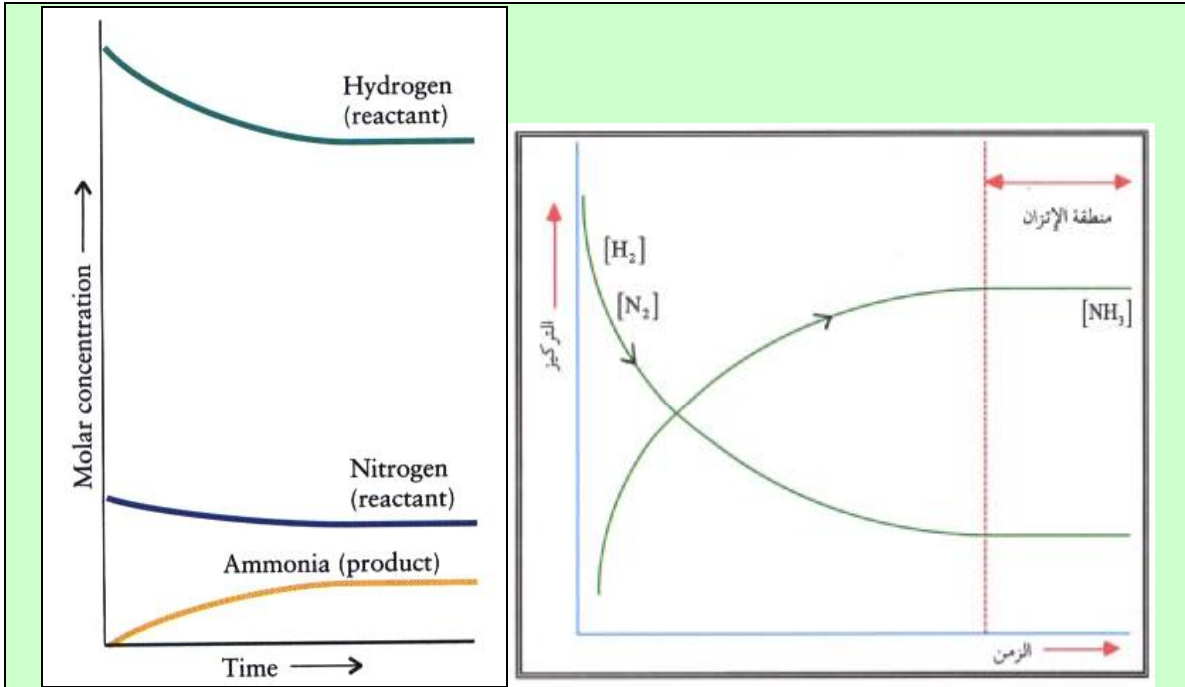 Hydrogen
(reactant)
Molar concentration
Nitrogen
(reactant)
Ammonia (product)
Time
منطقة الإتزان
[H₂]
[N₂]
[NH₃]
التركيز
الزمن